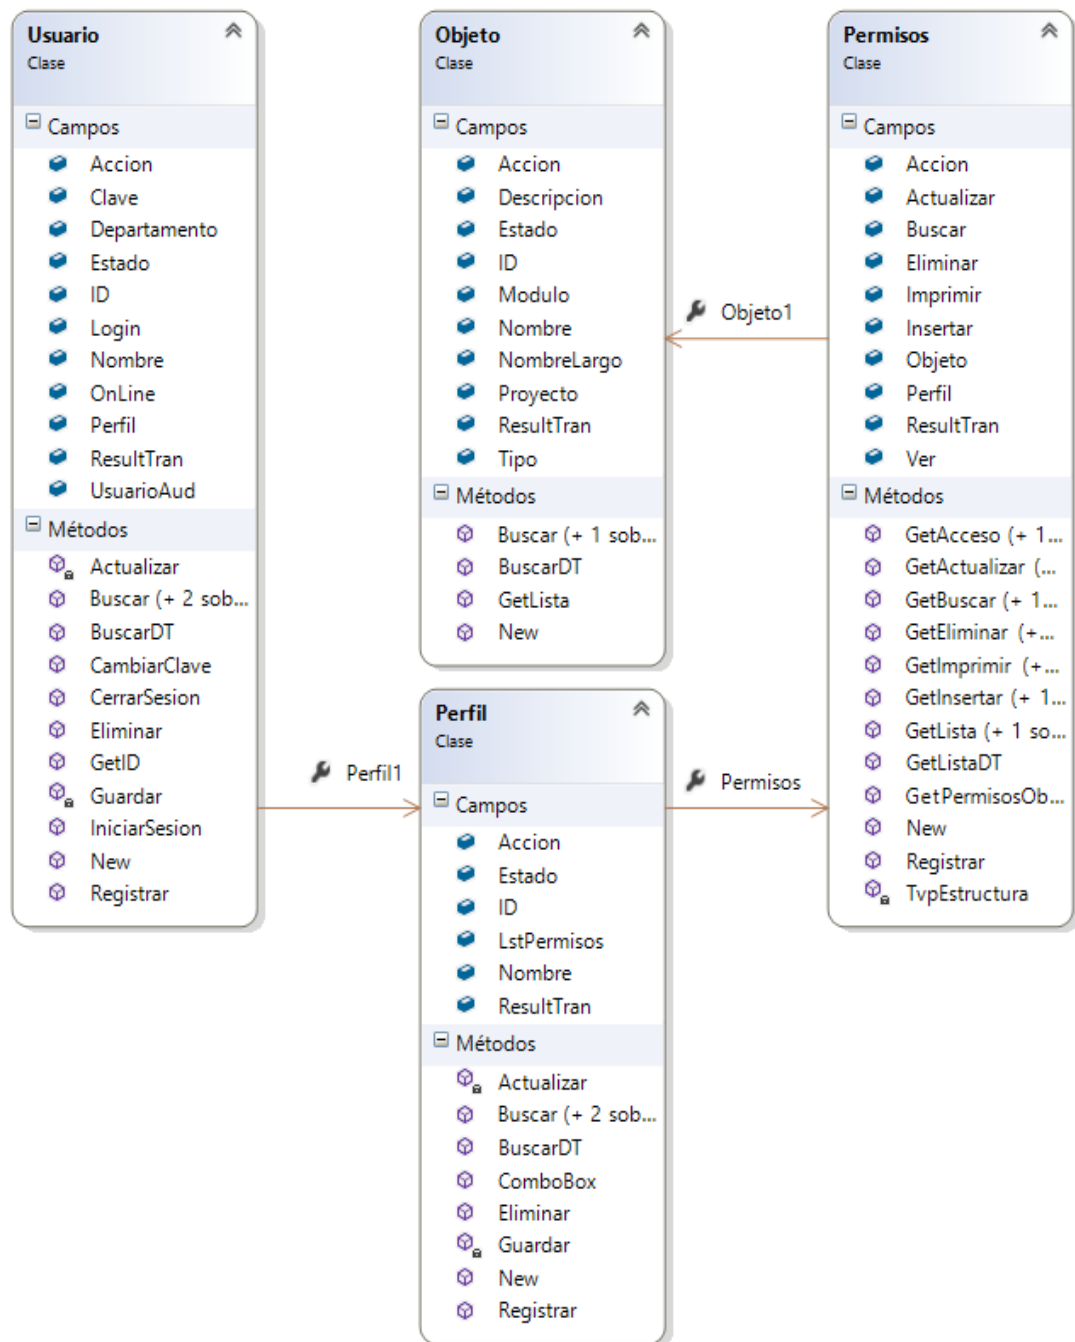 Usuario
Clase
Campos
Accion
Clave
Departamento
Estado
ID
Login
Nombre
OnLine
Perfil
ResultTran
UsuarioAud
Métodos
Actualizar
Buscar (+ 2 sob...
BuscarDT
CambiarClave
CerrarSesion
Eliminar
GetID
Guardar
IniciarSesion
New
Registrar
Perfil1
Objeto
Clase
Campos
Accion
Descripcion
Estado
ID
Modulo
Nombre
NombreLargo
Proyecto
ResultTran
Tipo
Métodos
Buscar (+ 1 sob...
BuscarDT
GetLista
New
Objeto1
Perfil
Clase
Campos
Accion
Estado
ID
LstPermisos
Nombre
ResultTran
Métodos
Actualizar
Buscar (+ 2 sob...
BuscarDT
ComboBox
Eliminar
Guardar
New
Registrar
Permisos
Permisos
Clase
Campos
Accion
Actualizar
Buscar
Eliminar
Imprimir
Insertar
Objeto
Perfil
ResultTran
Ver
Métodos
GetAcceso (+ 1...
GetActualizar (...
GetBuscar (+ 1...
GetEliminar (+...
GetImprimir (+...
GetInsertar (+ 1...
GetLista (+ 1 so...
GetListaDT
GetPermisosOb...
New
Registrar
TvpEstructura